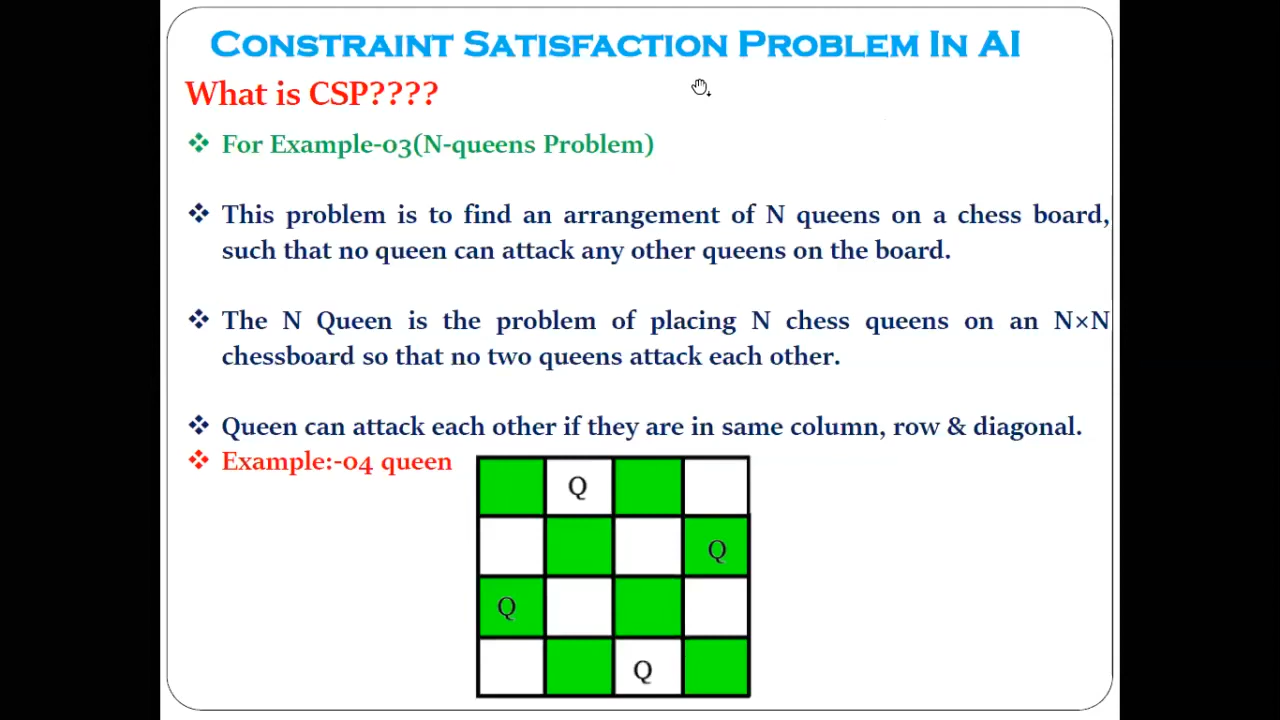 Constraint Satisfaction Problem In AI
What is CSP????
❖ For Example-03(N-queens Problem)
❖ This problem is to find an arrangement of N queens on a chess board,
such that no queen can attack any other queens on the board.
❖ The N Queen is the problem of placing N chess queens on an N×N
chessboard so that no two queens attack each other.
❖ Queen can attack each other if they are in same column, row & diagonal.
❖ Example:-04 queen
Q
Q
Q
Q